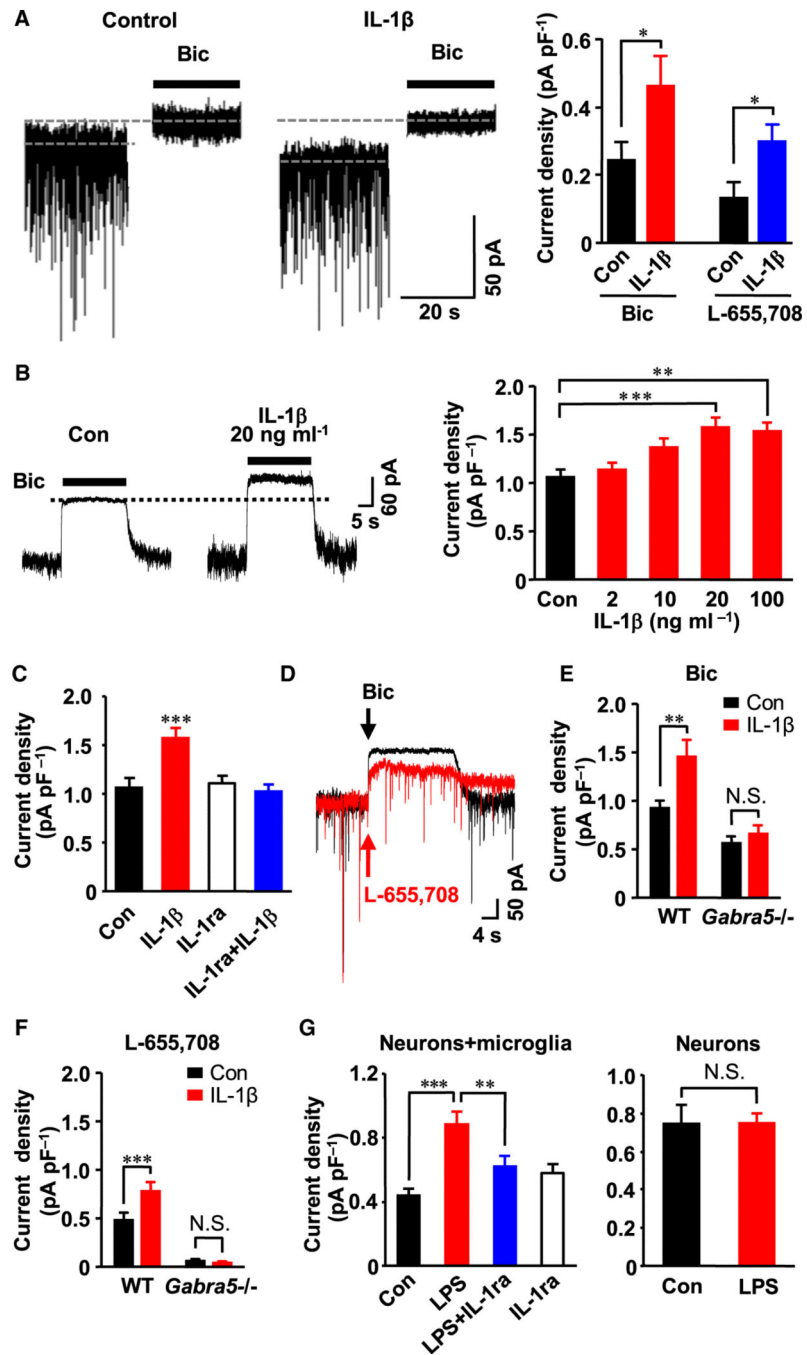 A
Control
IL-1β
Bic
Bic
50 pA
20 s
Current density (pA pF⁻¹)
0.6
0.4
0.2
0
*
*
Con
IL-1β
Con
IL-1β
Bic
L-655,708
B
Con
IL-1β
20 ng ml⁻¹
Bic
60 pA
5 s
Current density
(pA pF⁻¹)
2.0
1.5
1.0
0.5
0
**
***
Con
2
10
20
100
IL-1β (ng ml⁻¹)
C
Current density
(pA pF⁻¹)
2.0
1.5
1.0
0.5
0
***
Con
IL-1β
IL-1ra
IL-1ra+IL-1β
D
Bic
L-655,708
50 pA
4 s
E
Bic
Con
IL-1β
Current density
(pA pF⁻¹)
2.0
1.5
1.0
0.5
0
**
N.S.
WT
Gabra5-/-
F
L-655,708
Con
IL-1β
Current density
(pA pF⁻¹)
2.0
1.5
1.0
0.5
0
***
N.S.
WT
Gabra5-/-
G
Neurons+microglia
Current density
(pA pF⁻¹)
1.2
0.8
0.4
0.0
***
**
Con
LPS
LPS+IL-1ra
IL-1ra
Neurons
1.0
0.8
0.6
0.4
0.2
0
N.S.
Con
LPS